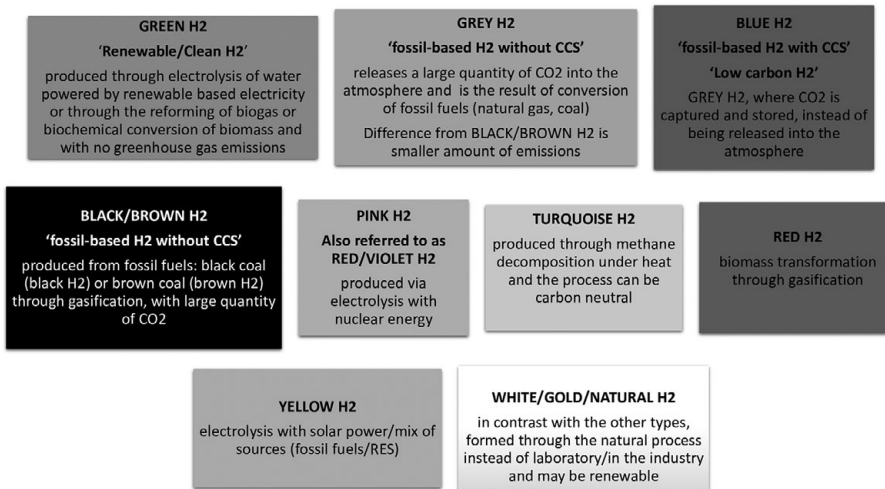 GREEN H2
'Renewable/Clean H2'
produced through electrolysis of water
powered by renewable based electricity
or through the reforming of biogas or
biochemical conversion of biomass and
with no greenhouse gas emissions
GREY H2
'fossil-based H2 without CCS'
releases a large quantity of CO2 into the
atmosphere and is the result of conversion
of fossil fuels (natural gas, coal)
Difference from BLACK/BROWN H2 is
smaller amount of emissions
BLUE H2
'fossil-based H2 with CCS'
'Low carbon H2'
GREY H2, where CO2 is
captured and stored, instead of
being released into the
atmosphere
BLACK/BROWN H2
'fossil-based H2 without CCS'
produced from fossil fuels: black coal
(black H2) or brown coal (brown H2)
through gasification, with large quantity
of CO2
PINK H2
Also referred to as
RED/VIOLET H2
produced via
electrolysis with
nuclear energy
TURQUOISE H2
produced through methane
decomposition under heat
and the process can be
carbon neutral
RED H2
biomass transformation
through gasification
YELLOW H2
electrolysis with solar power/mix of
sources (fossil fuels/RES)
WHITE/GOLD/NATURAL H2
in contrast with the other types,
formed through the natural process
instead of laboratory/in the industry
and may be renewable